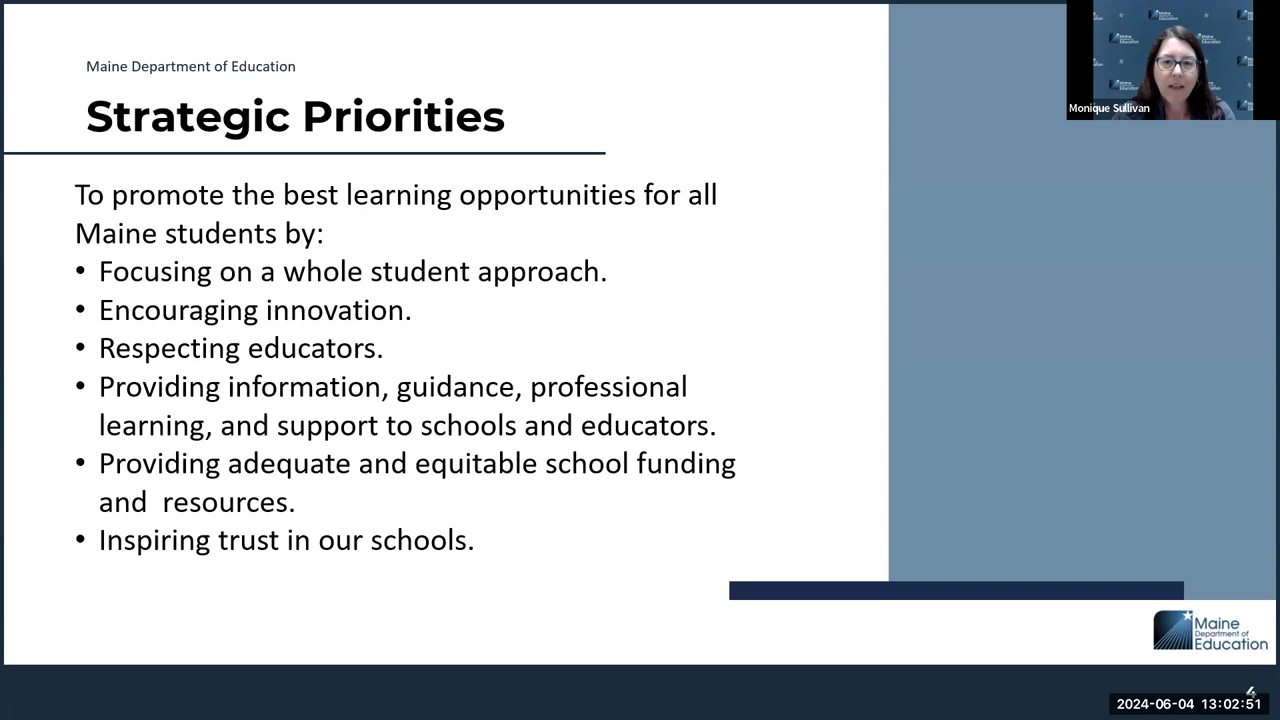 Maine Department of Education
Strategic Priorities
To promote the best learning opportunities for all
Maine students by:
• Focusing on a whole student approach.
• Encouraging innovation.
• Respecting educators.
• Providing information, guidance, professional
learning, and support to schools and educators.
• Providing adequate and equitable school funding
and  resources.
• Inspiring trust in our schools.
Monique Sullivan
Maine
Department of
Education
4
2024-06-04 13:02:51